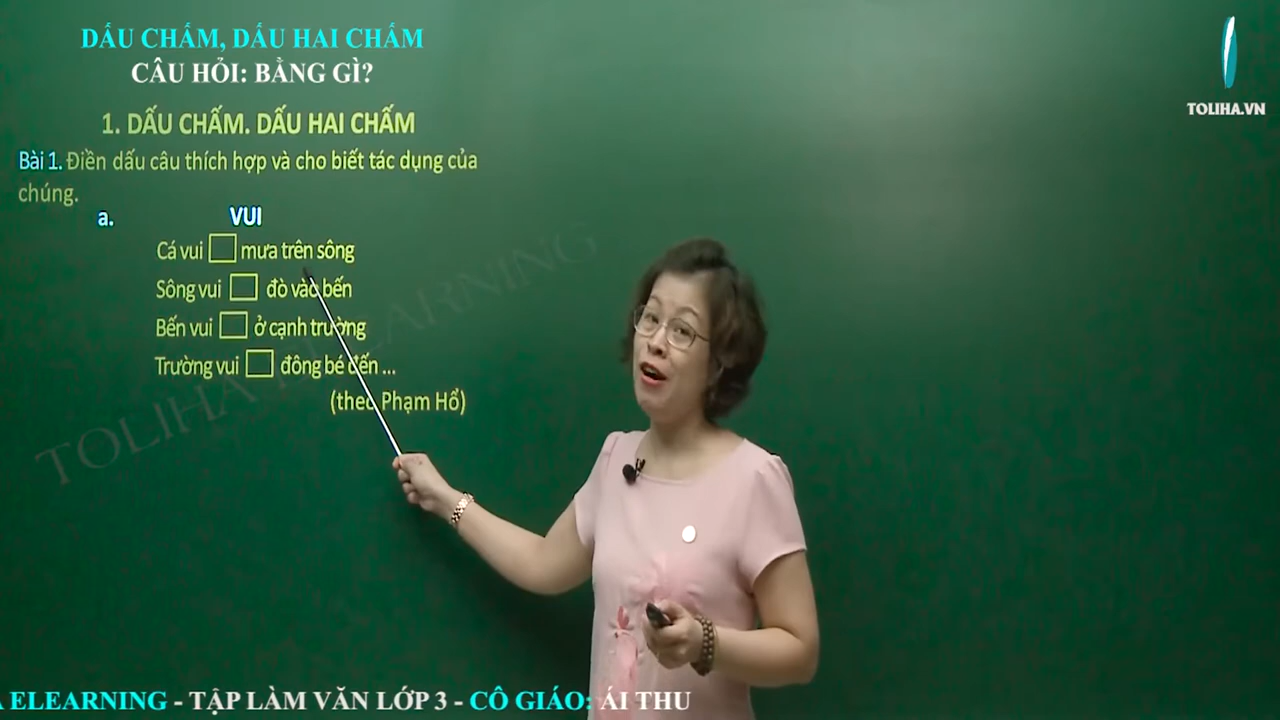 DẤU CHẤM, DẤU HAI CHẤM
CÂU HỎI: BẰNG GÌ?
TOLIHA.VN
1. DẤU CHẤM. DẤU HAI CHẤM
Bài 1. Điền dấu câu thích hợp và cho biết tác dụng của
chúng.
a. VUI
Cá vui □ mưa trên sông
Sông vui □ đò vào bến
Bến vui □ ở cạnh trường
Trường vui □ đông bé đến ...
(theo Phạm Hổ)
TOLIHA ELEARNING
A ELEARNING - TẬP LÀM VĂN LỚP 3 - CÔ GIÁO: ÁI THU